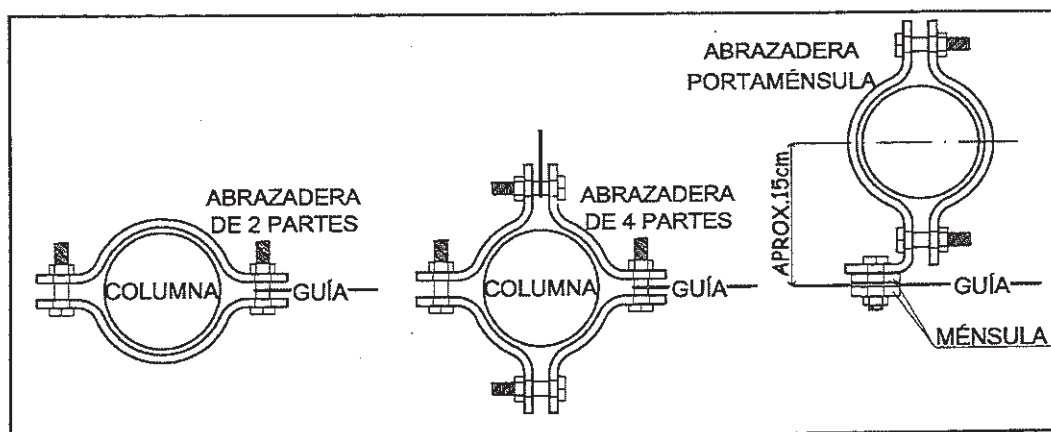 ABRAZADERA
DE 2 PARTES
COLUMNA
GUÍA
ABRAZADERA
DE 4 PARTES
COLUMNA
GUÍA
ABRAZADERA
PORTAMÉNSULA
APROX.15cm
GUÍA
MÉNSULA